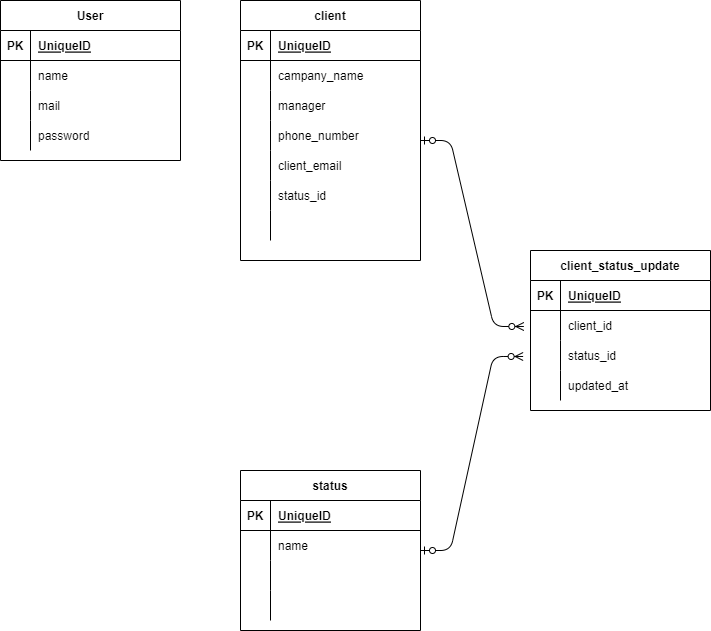 User
PK UniqueID
name
mail
password
client
PK UniqueID
campany_name
manager
phone_number
client_email
status_id
client_status_update
PK UniqueID
client_id
status_id
updated_at
status
PK UniqueID
name